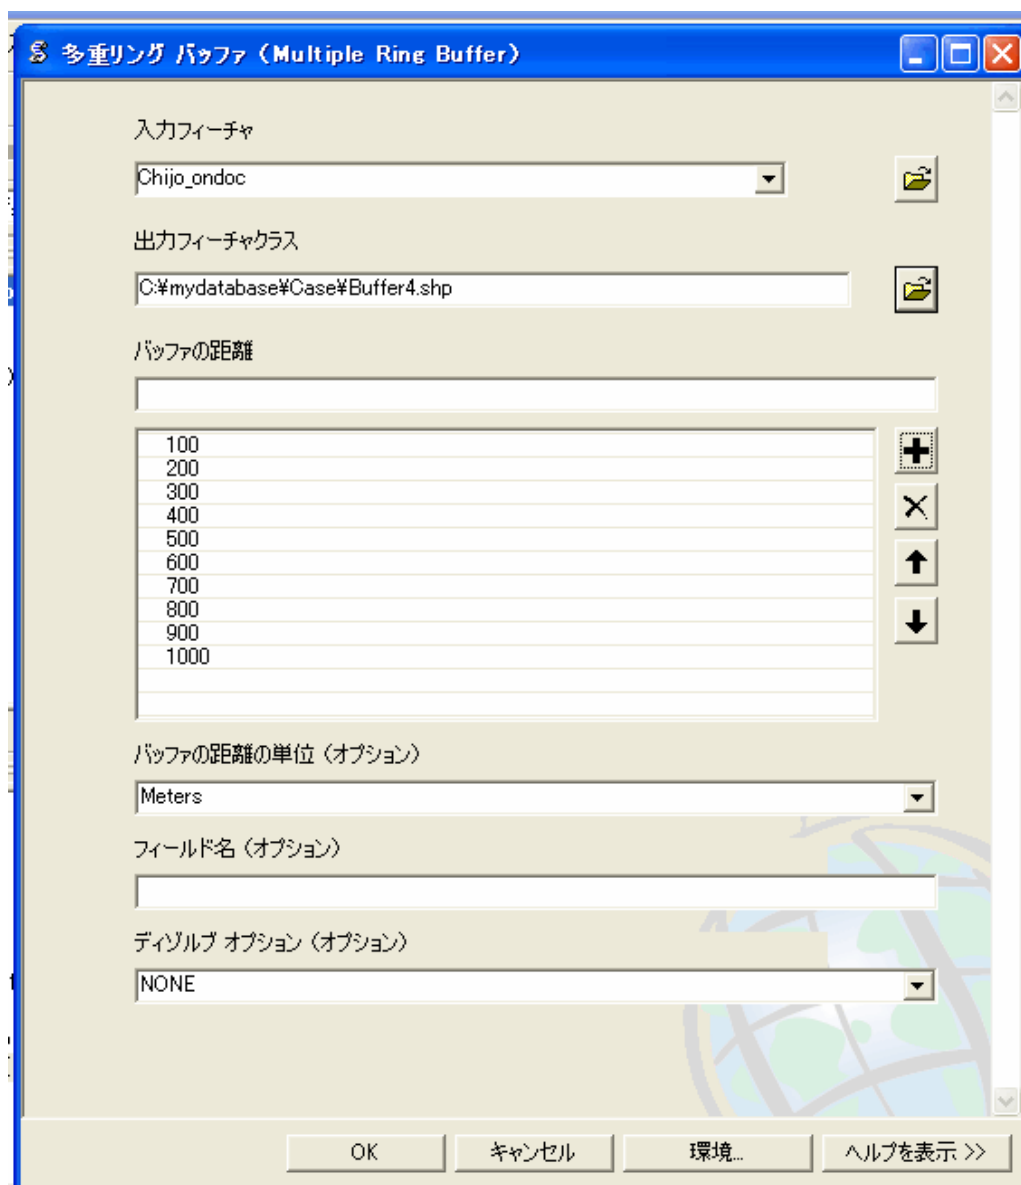 多重リング バッファ (Multiple Ring Buffer)
入力フィーチャ
Chijo_ondoc
出力フィーチャクラス
C:¥mydatabase¥Case¥Buffer4.shp
バッファの距離
100
200
300
400
500
600
700
800
900
1000
バッファの距離の単位 (オプション)
Meters
フィールド名 (オプション)
ディゾルブ オプション (オプション)
NONE
OK キャンセル 環境... ヘルプを表示 >>